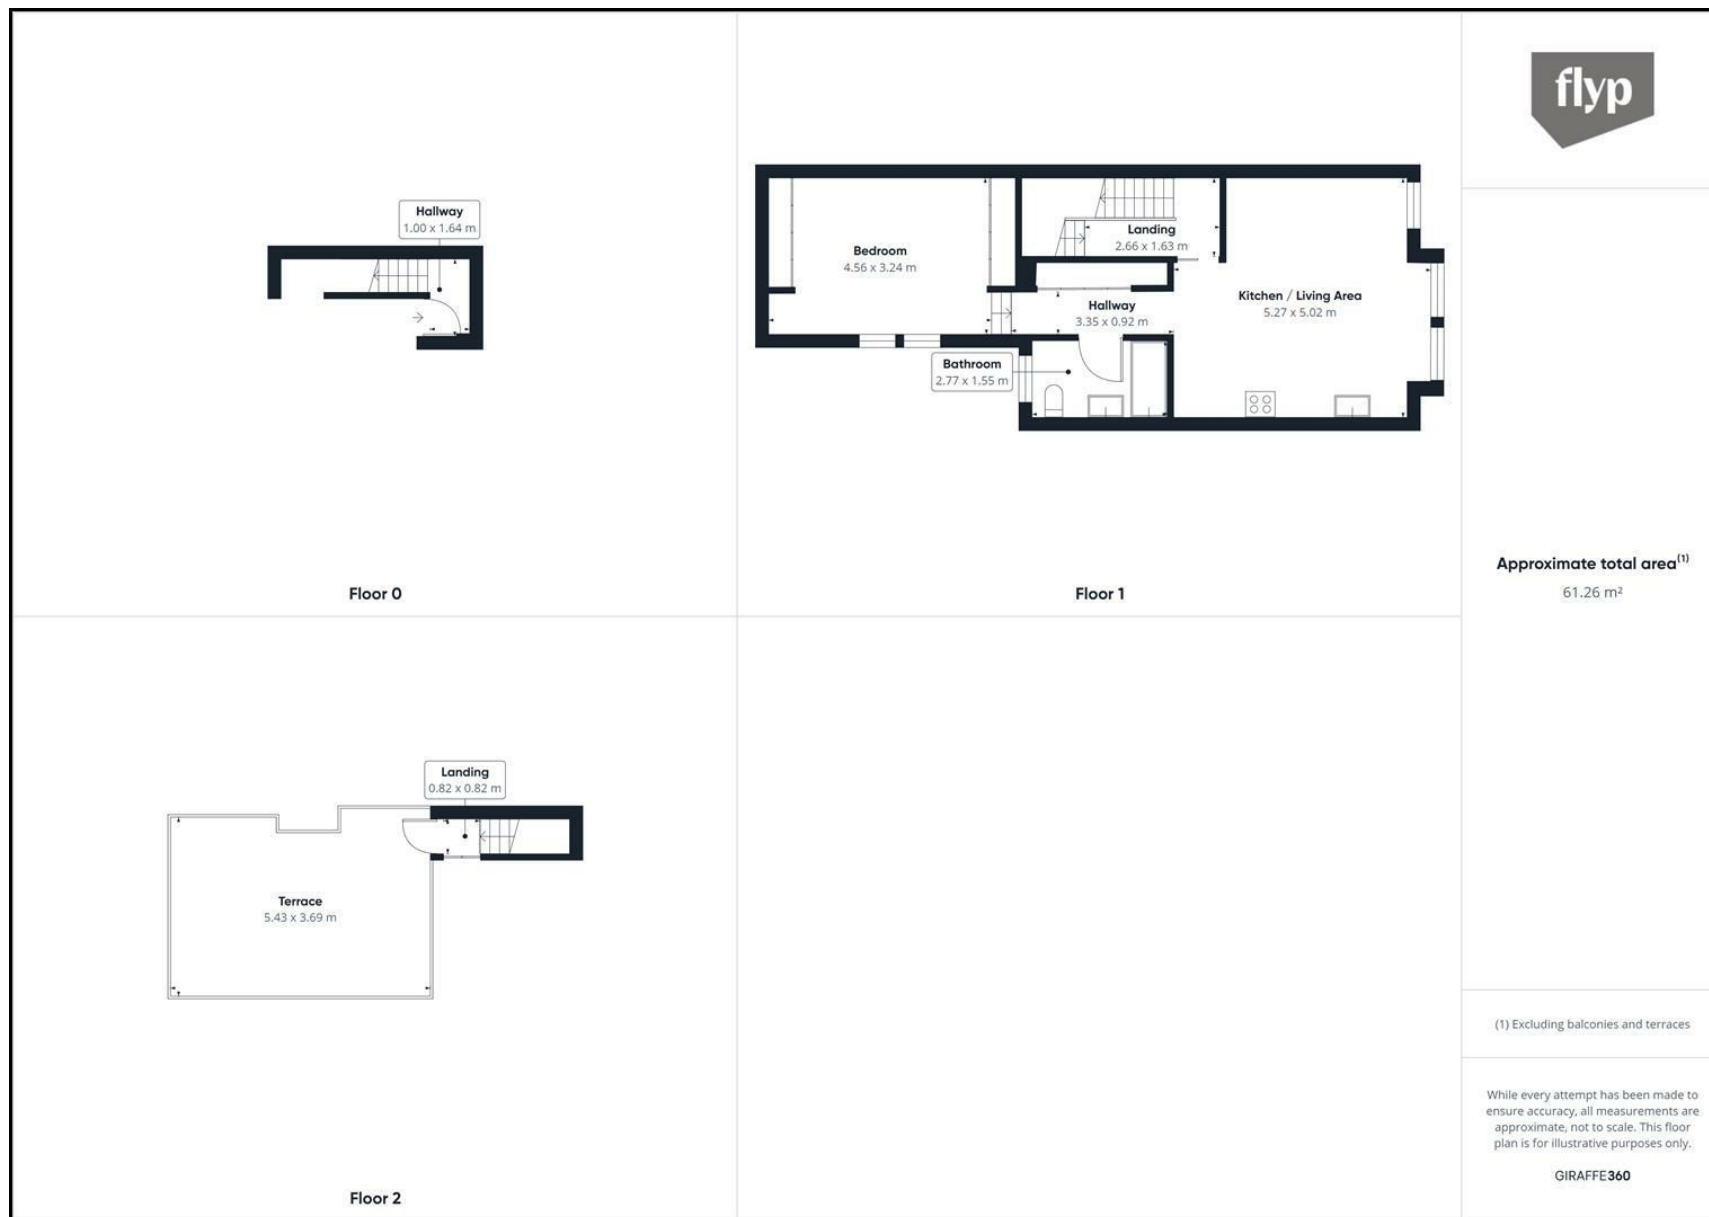 flyp
Hallway
1.00 x 1.64 m
Floor 0
Bedroom
4.56 x 3.24 m
Landing
2.66 x 1.63 m
Hallway
3.35 x 0.92 m
Kitchen / Living Area
5.27 x 5.02 m
Bathroom
2.77 x 1.55 m
Floor 1
Landing
0.82 x 0.82 m
Terrace
5.43 x 3.69 m
Floor 2
Approximate total area(1)
61.26 m²
(1) Excluding balconies and terraces
While every attempt has been made to
ensure accuracy, all measurements are
approximate, not to scale. This floor
plan is for illustrative purposes only.
GIRAFFE360